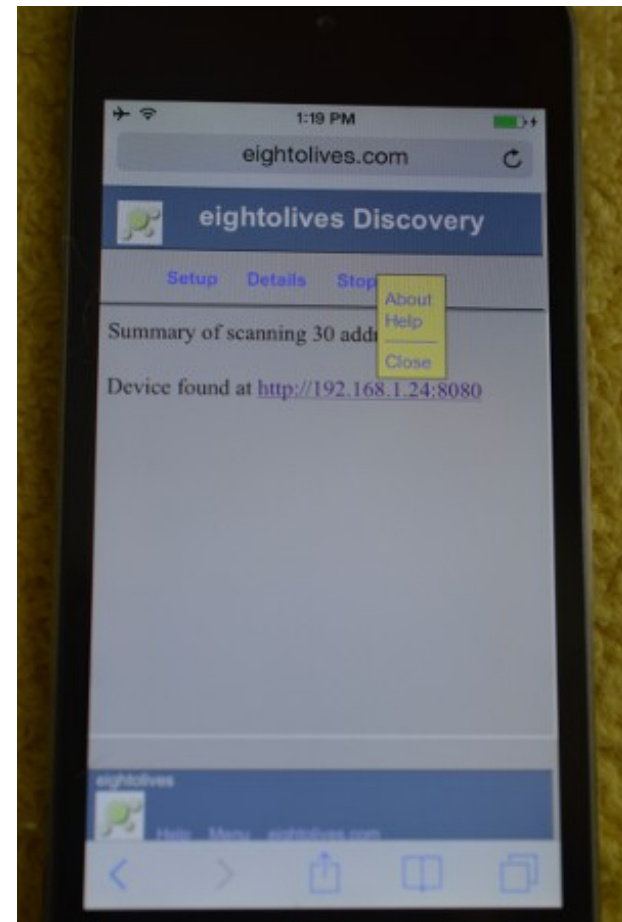 1:19 PM
eightolives.com
eightolives Discovery
Setup Details Stop
About
Help
Close
Summary of scanning 30 addr
Device found at http://192.168.1.24:8080
eightolives
Help Menu eightolives.com